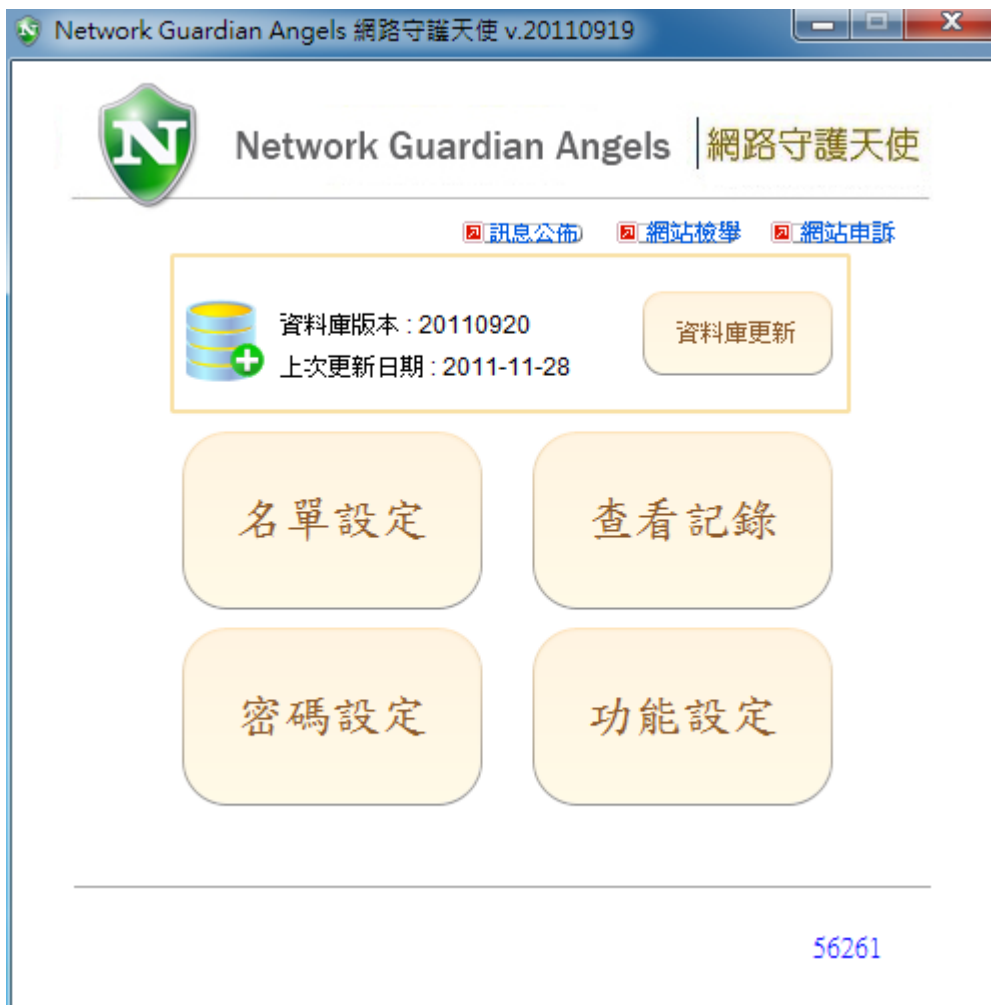 Network Guardian Angels 網路守護天使 v.20110919
N
Network Guardian Angels 網路守護天使
訊息公佈 網站檢舉 網站申訴
資料庫版本 : 20110920
上次更新日期 : 2011-11-28
資料庫更新
名單設定 查看記錄
密碼設定 功能設定
56261